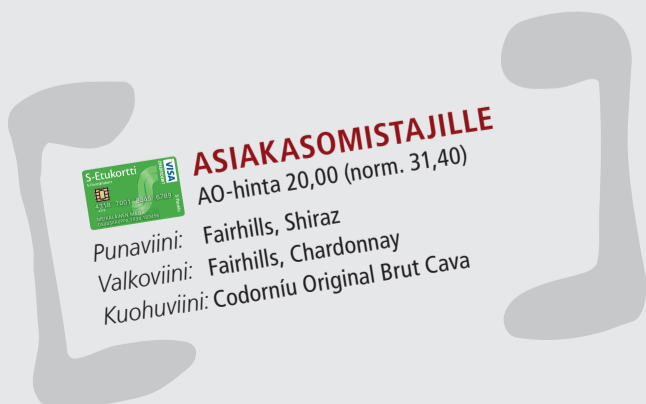 ASIAKASOMISTAJILLE
AO-hinta 20,00 (norm. 31,40)
S-Etukortti
VISA
Punaviini: Fairhills, Shiraz
Valkoviini: Fairhills, Chardonnay
Kuohuviini: Codorníu Original Brut Cava